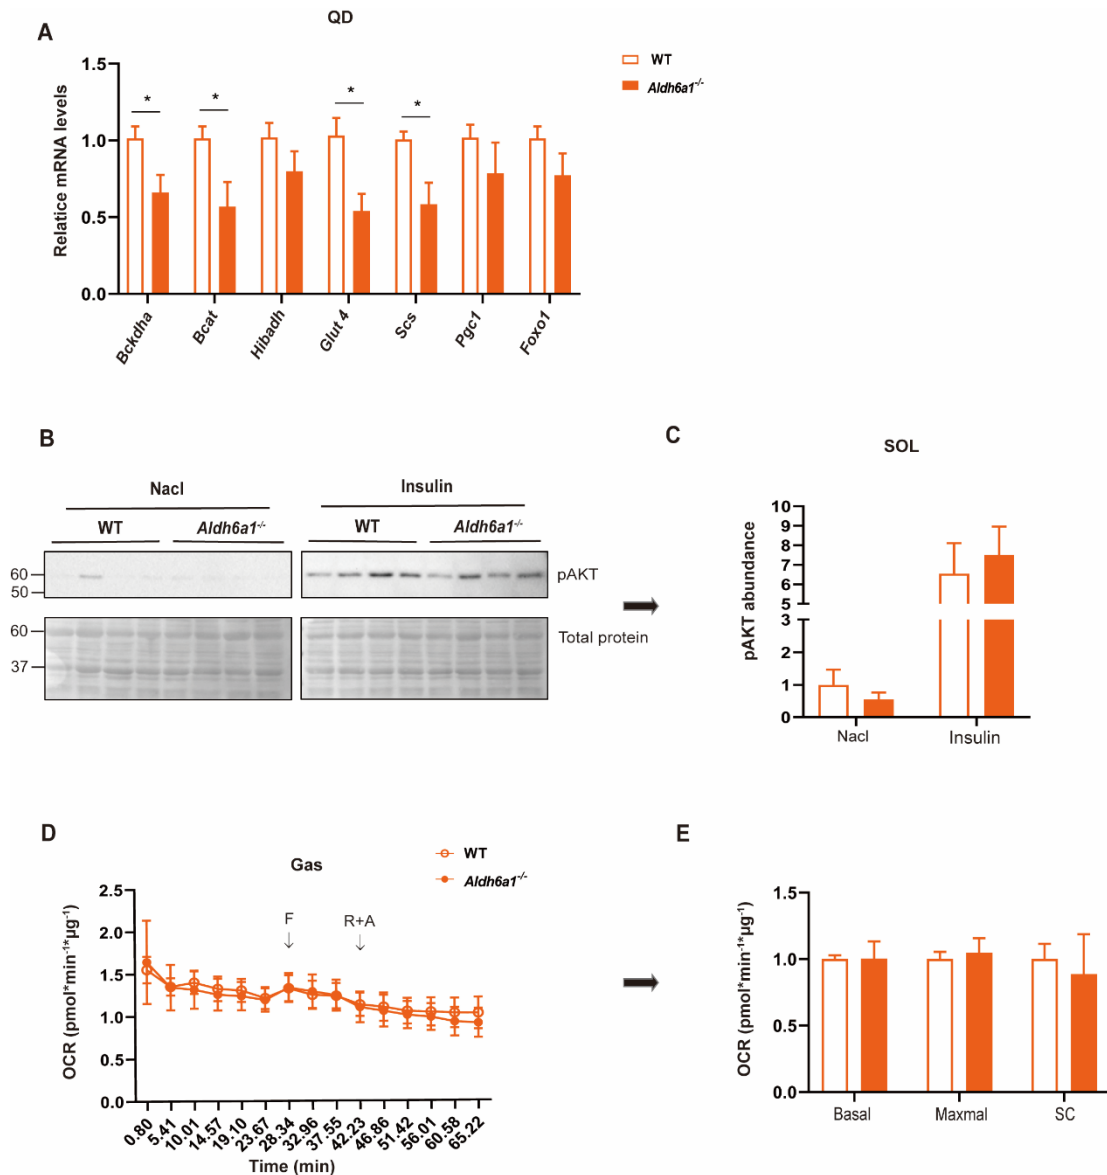 QD
A
WT
Aldh6a1-/-
Relatice mRNA levels
1.5
1.0
0.5
0.0
*
*
*
*
Bckdha
Bcat
Hibadh
Glut 4
Scs
Pgc1
Foxo1
B
Nacl
Insulin
WT
Aldh6a1-/-
WT
Aldh6a1-/-
60
50
pAKT
60
37
Total protein
C
SOL
pAKT abundance
10
9
8
7
6
5
3
2
1
0
Nacl
Insulin
D
Gas
WT
Aldh6a1-/-
OCR (pmol*min-1*μg-1)
2.5
2.0
1.5
1.0
0.5
0.0
F
R+A
0.80
5.41
10.01
14.57
19.10
23.67
28.34
32.96
37.55
42.23
46.86
51.42
56.01
60.58
65.22
Time (min)
E
OCR (pmol*min-1*μg-1)
1.5
1.0
0.5
0.0
Basal
Maxmal
SC